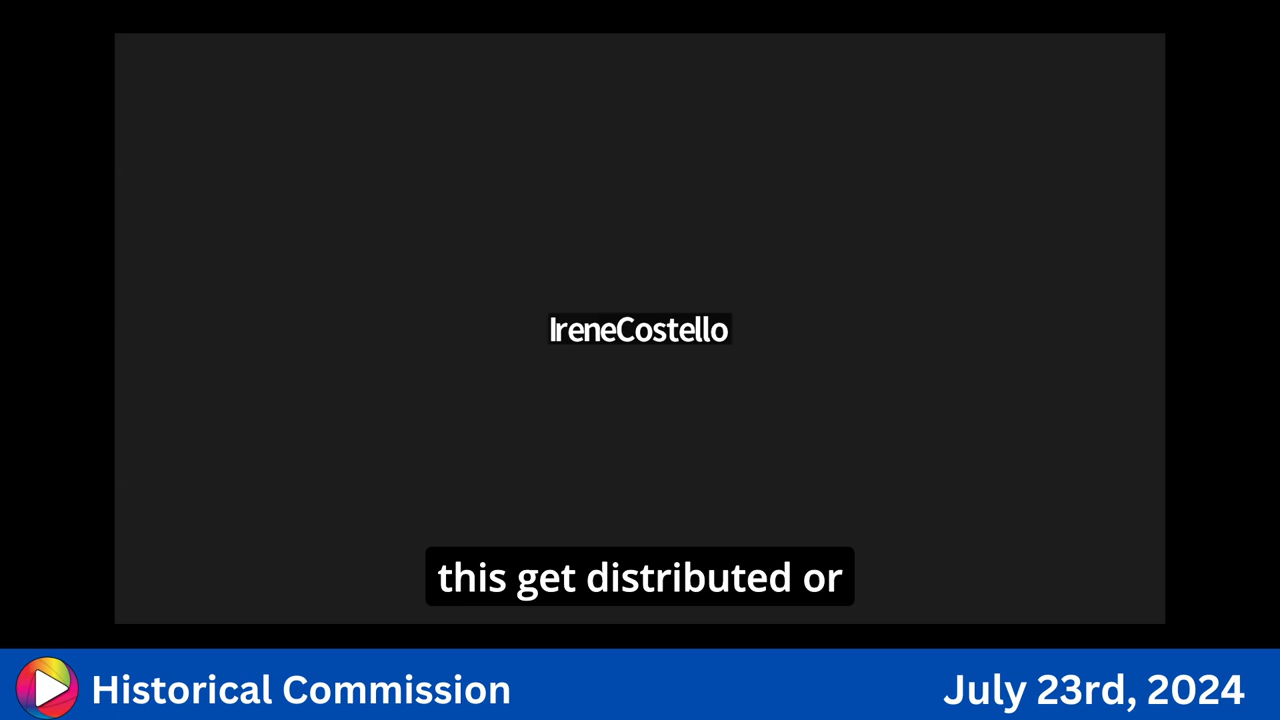 IreneCostello
this get distributed or
Historical Commission
July 23rd, 2024